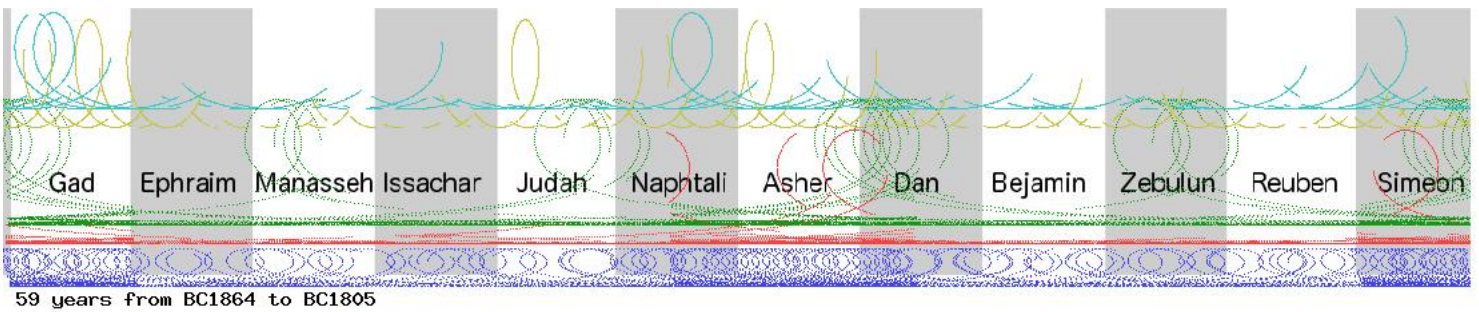 Gad Ephraim Manasseh Issachar Judah Naphtali Asher Dan Bejamin Zebulun Reuben Simeon
59 years from BC1864 to BC1805